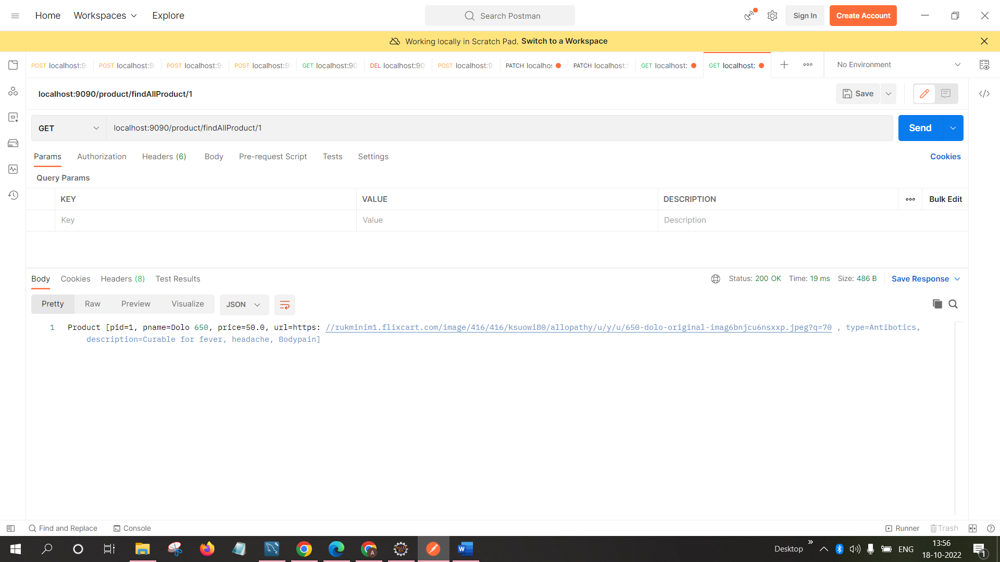 Home Workspaces Explore Search Postman Sign In Create Account
Working locally in Scratch Pad. Switch to a Workspace
POST localhost:9 POST localhost:9 POST localhost:9 POST localhost:9 GET localhost:90 DEL localhost:90 POST localhost:9 PATCH localho PATCH localhost: GET localhost: GET localhost: No Environment
localhost:9090/product/findAllProduct/1 Save
GET localhost:9090/product/findAllProduct/1 Send
Params Authorization Headers (6) Body Pre-request Script Tests Settings Cookies
Query Params
KEY VALUE DESCRIPTION Bulk Edit
Key Value Description
Body Cookies Headers (8) Test Results Status: 200 OK Time: 19 ms Size: 486 B Save Response
Pretty Raw Preview Visualize JSON
1 Product [pid=1, pname=Dolo 650, price=50.0, url=https: //rukminim1.flixcart.com/image/416/416/ksuowi80/allopathy/u/y/u/650-dolo-original-imag6bnjcu6nsxxp.jpeg?q=70 , type=Antibotics,
description=Curable for fever, headache, Bodypain]
Find and Replace Console Runner Trash
Desktop ENG 13:56
18-10-2022 1